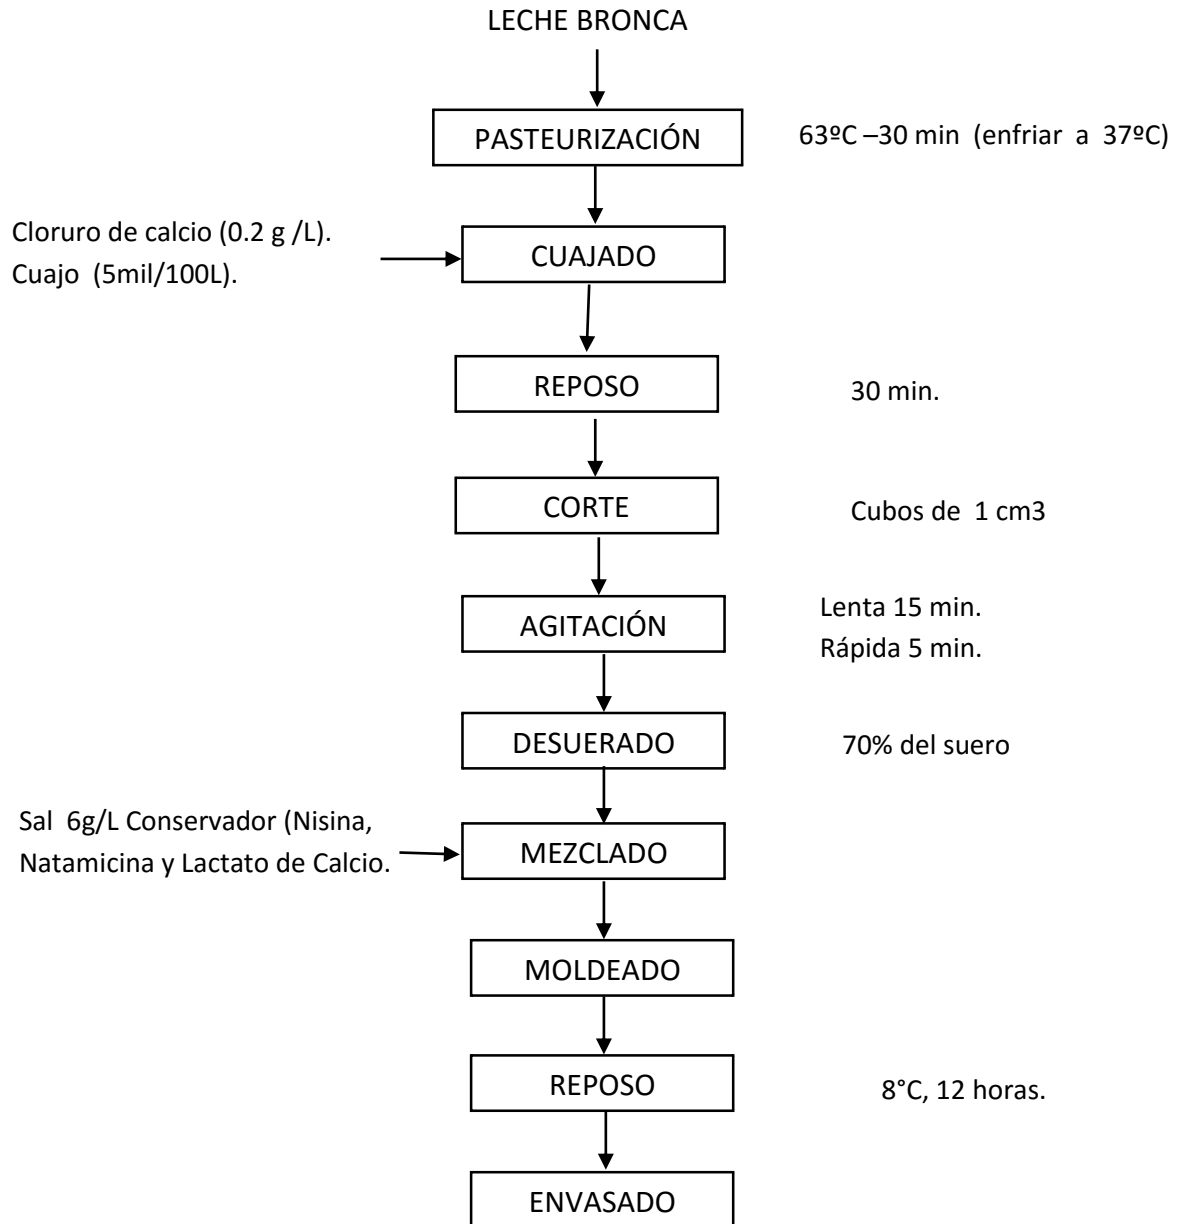 LECHE BRONCA
PASTEURIZACIÓN
63ºC –30 min (enfriar a 37ºC)
Cloruro de calcio (0.2 g /L).
Cuajo (5mil/100L).
CUAJADO
REPOSO
30 min.
CORTE
Cubos de 1 cm3
AGITACIÓN
Lenta 15 min.
Rápida 5 min.
DESUERADO
70% del suero
Sal 6g/L Conservador (Nisina,
Natamicina y Lactato de Calcio.
MEZCLADO
MOLDEADO
REPOSO
8°C, 12 horas.
ENVASADO